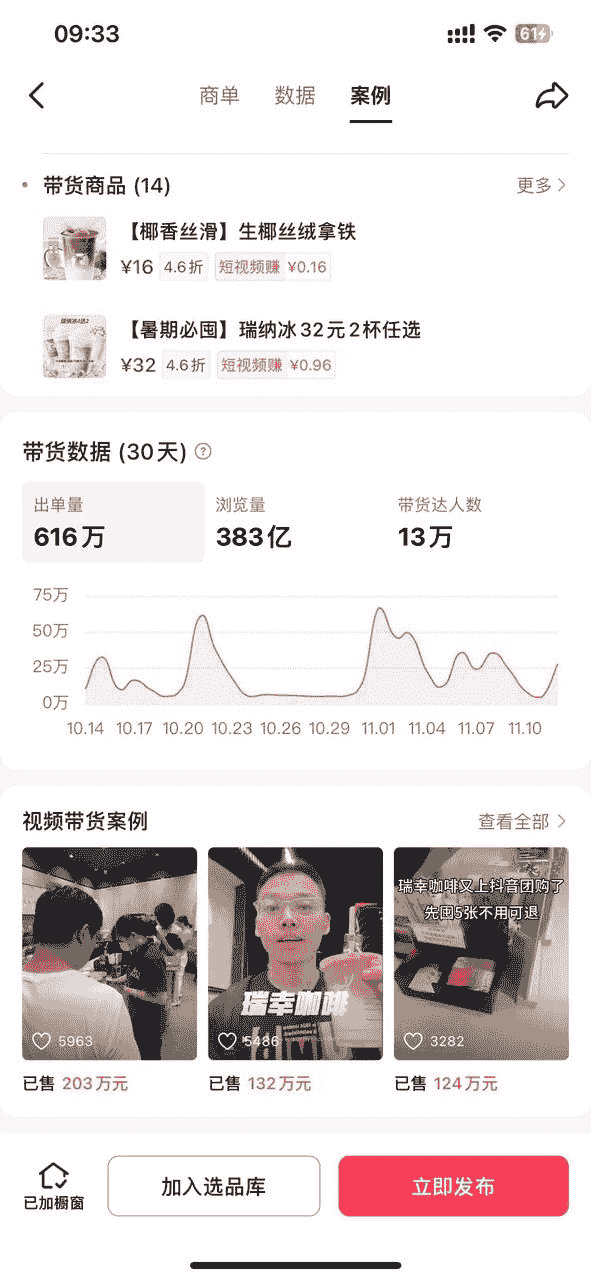 09:33
61
商单 数据 案例
带货商品 (14) 更多
【椰香丝滑】生椰丝绒拿铁
¥16 4.6折 短视频赚 ¥0.16
瑞纳冰4选2
【暑期必囤】瑞纳冰32元2杯任选
¥32 4.6折 短视频赚 ¥0.96
带货数据 (30天) ?
出单量 浏览量 带货达人数
616万 383亿 13万
75万
50万
25万
0万
10.14 10.17 10.20 10.23 10.26 10.29 11.01 11.04 11.07 11.10
视频带货案例 查看全部
瑞幸咖啡又上抖音团购了
先囤5张不用可退
瑞幸咖啡
5963 5486 3282
已售 203万元 已售 132万元 已售 124万元
已加橱窗 加入选品库 立即发布